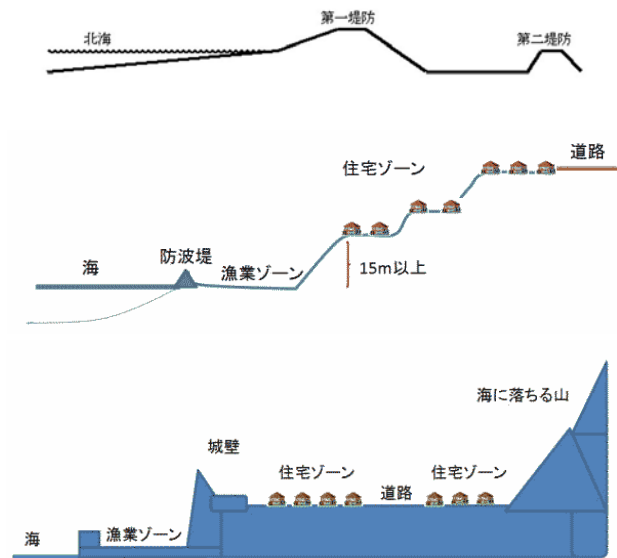 第一堤防
北海
第二堤防
道路
住宅ゾーン
防波堤
海
漁業ゾーン
15m以上
海に落ちる山
城壁
住宅ゾーン
住宅ゾーン
道路
漁業ゾーン
海